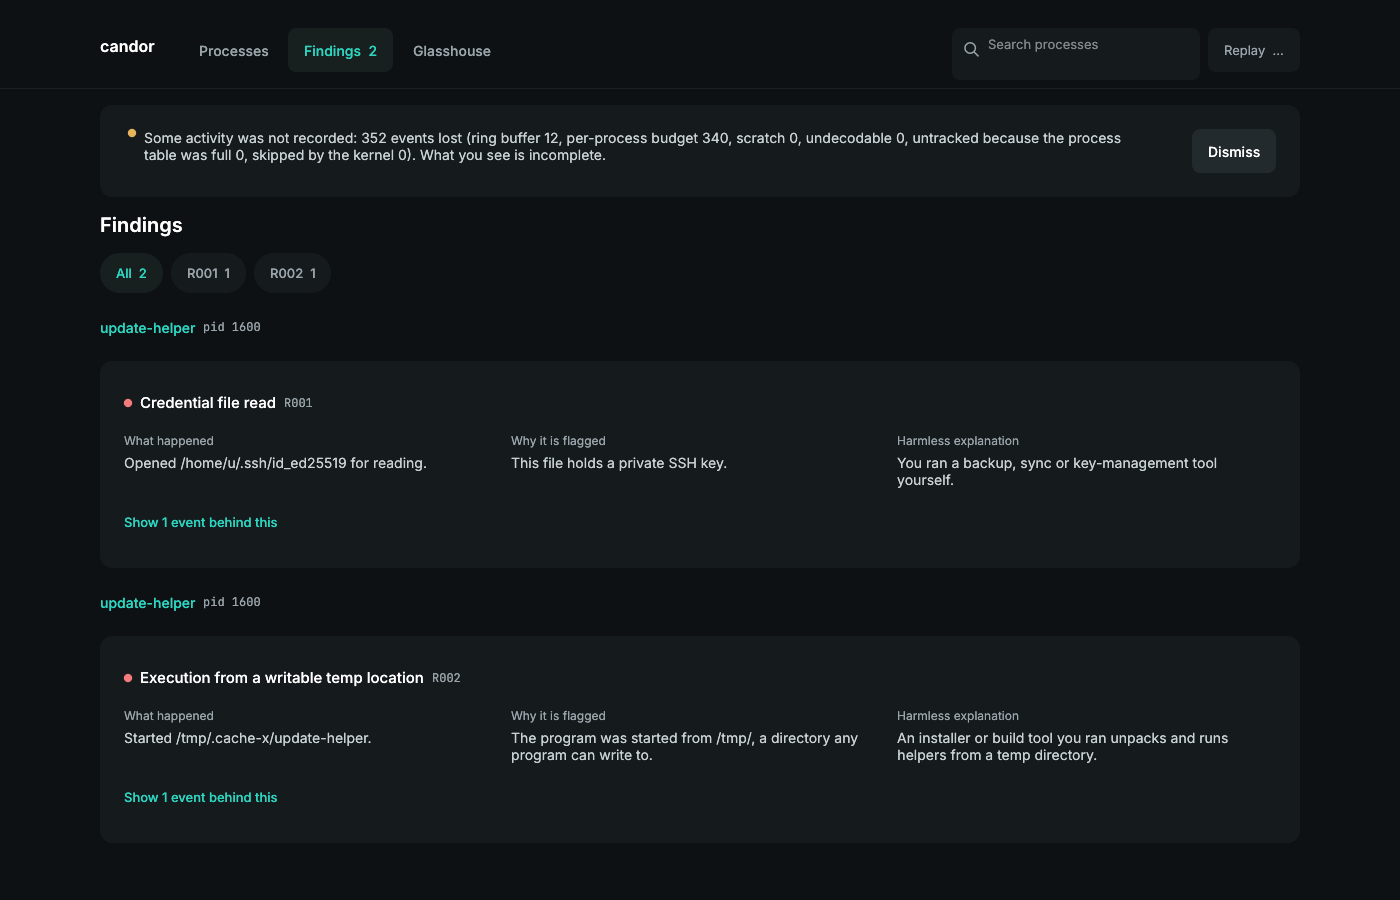 candor
Processes
Findings 2
Glasshouse
Search processes
Replay ...
Some activity was not recorded: 352 events lost (ring buffer 12, per-process budget 340, scratch 0, undecodable 0, untracked because the process
table was full 0, skipped by the kernel 0). What you see is incomplete.
Dismiss
Findings
All 2
R001 1
R002 1
update-helper pid 1600
Credential file read R001
What happened
Opened /home/u/.ssh/id_ed25519 for reading.
Why it is flagged
This file holds a private SSH key.
Harmless explanation
You ran a backup, sync or key-management tool
yourself.
Show 1 event behind this
update-helper pid 1600
Execution from a writable temp location R002
What happened
Started /tmp/.cache-x/update-helper.
Why it is flagged
The program was started from /tmp/, a directory any
program can write to.
Harmless explanation
An installer or build tool you ran unpacks and runs
helpers from a temp directory.
Show 1 event behind this